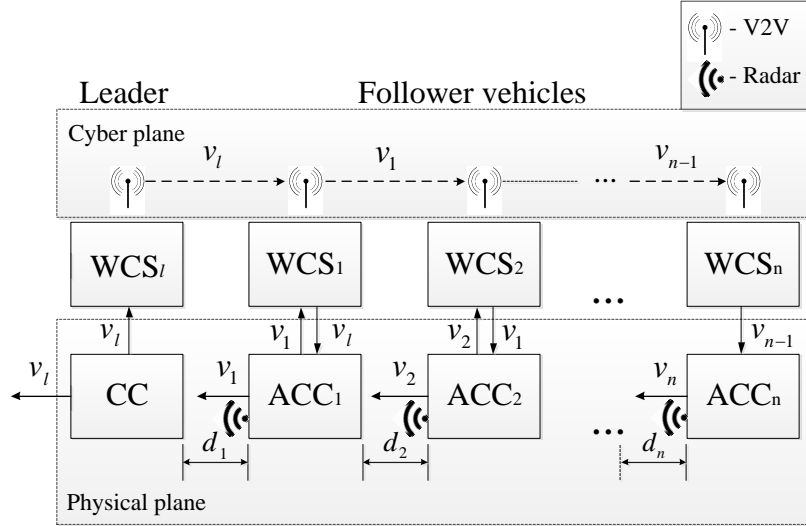 - V2V
- Radar
Leader Follower vehicles
Cyber plane
v_l v_1 ... v_{n-1}
WCS_l WCS_1 WCS_2 WCS_n
...
v_l v_1 v_l v_2 v_1 v_{n-1}
v_l v_1 v_2 v_n
CC ACC_1 ACC_2 ACC_n
...
d_1 d_2 d_n
Physical plane